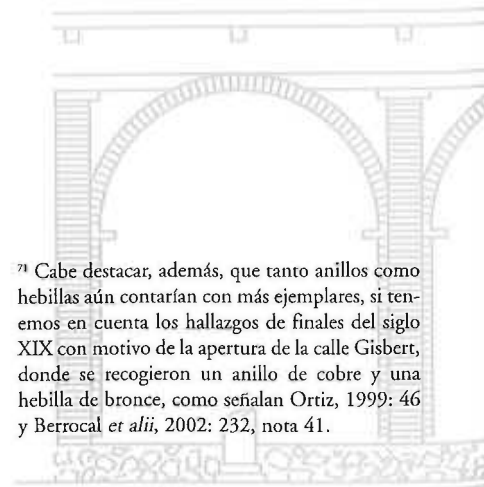 71 Cabe destacar, además, que tanto anillos como
hebillas aún contarían con más ejemplares, si ten-
emos en cuenta los hallazgos de finales del siglo
XIX con motivo de la apertura de la calle Gisbert,
donde se recogieron un anillo de cobre y una
hebilla de bronce, como señalan Ortiz, 1999: 46
y Berrocal et alii, 2002: 232, nota 41.